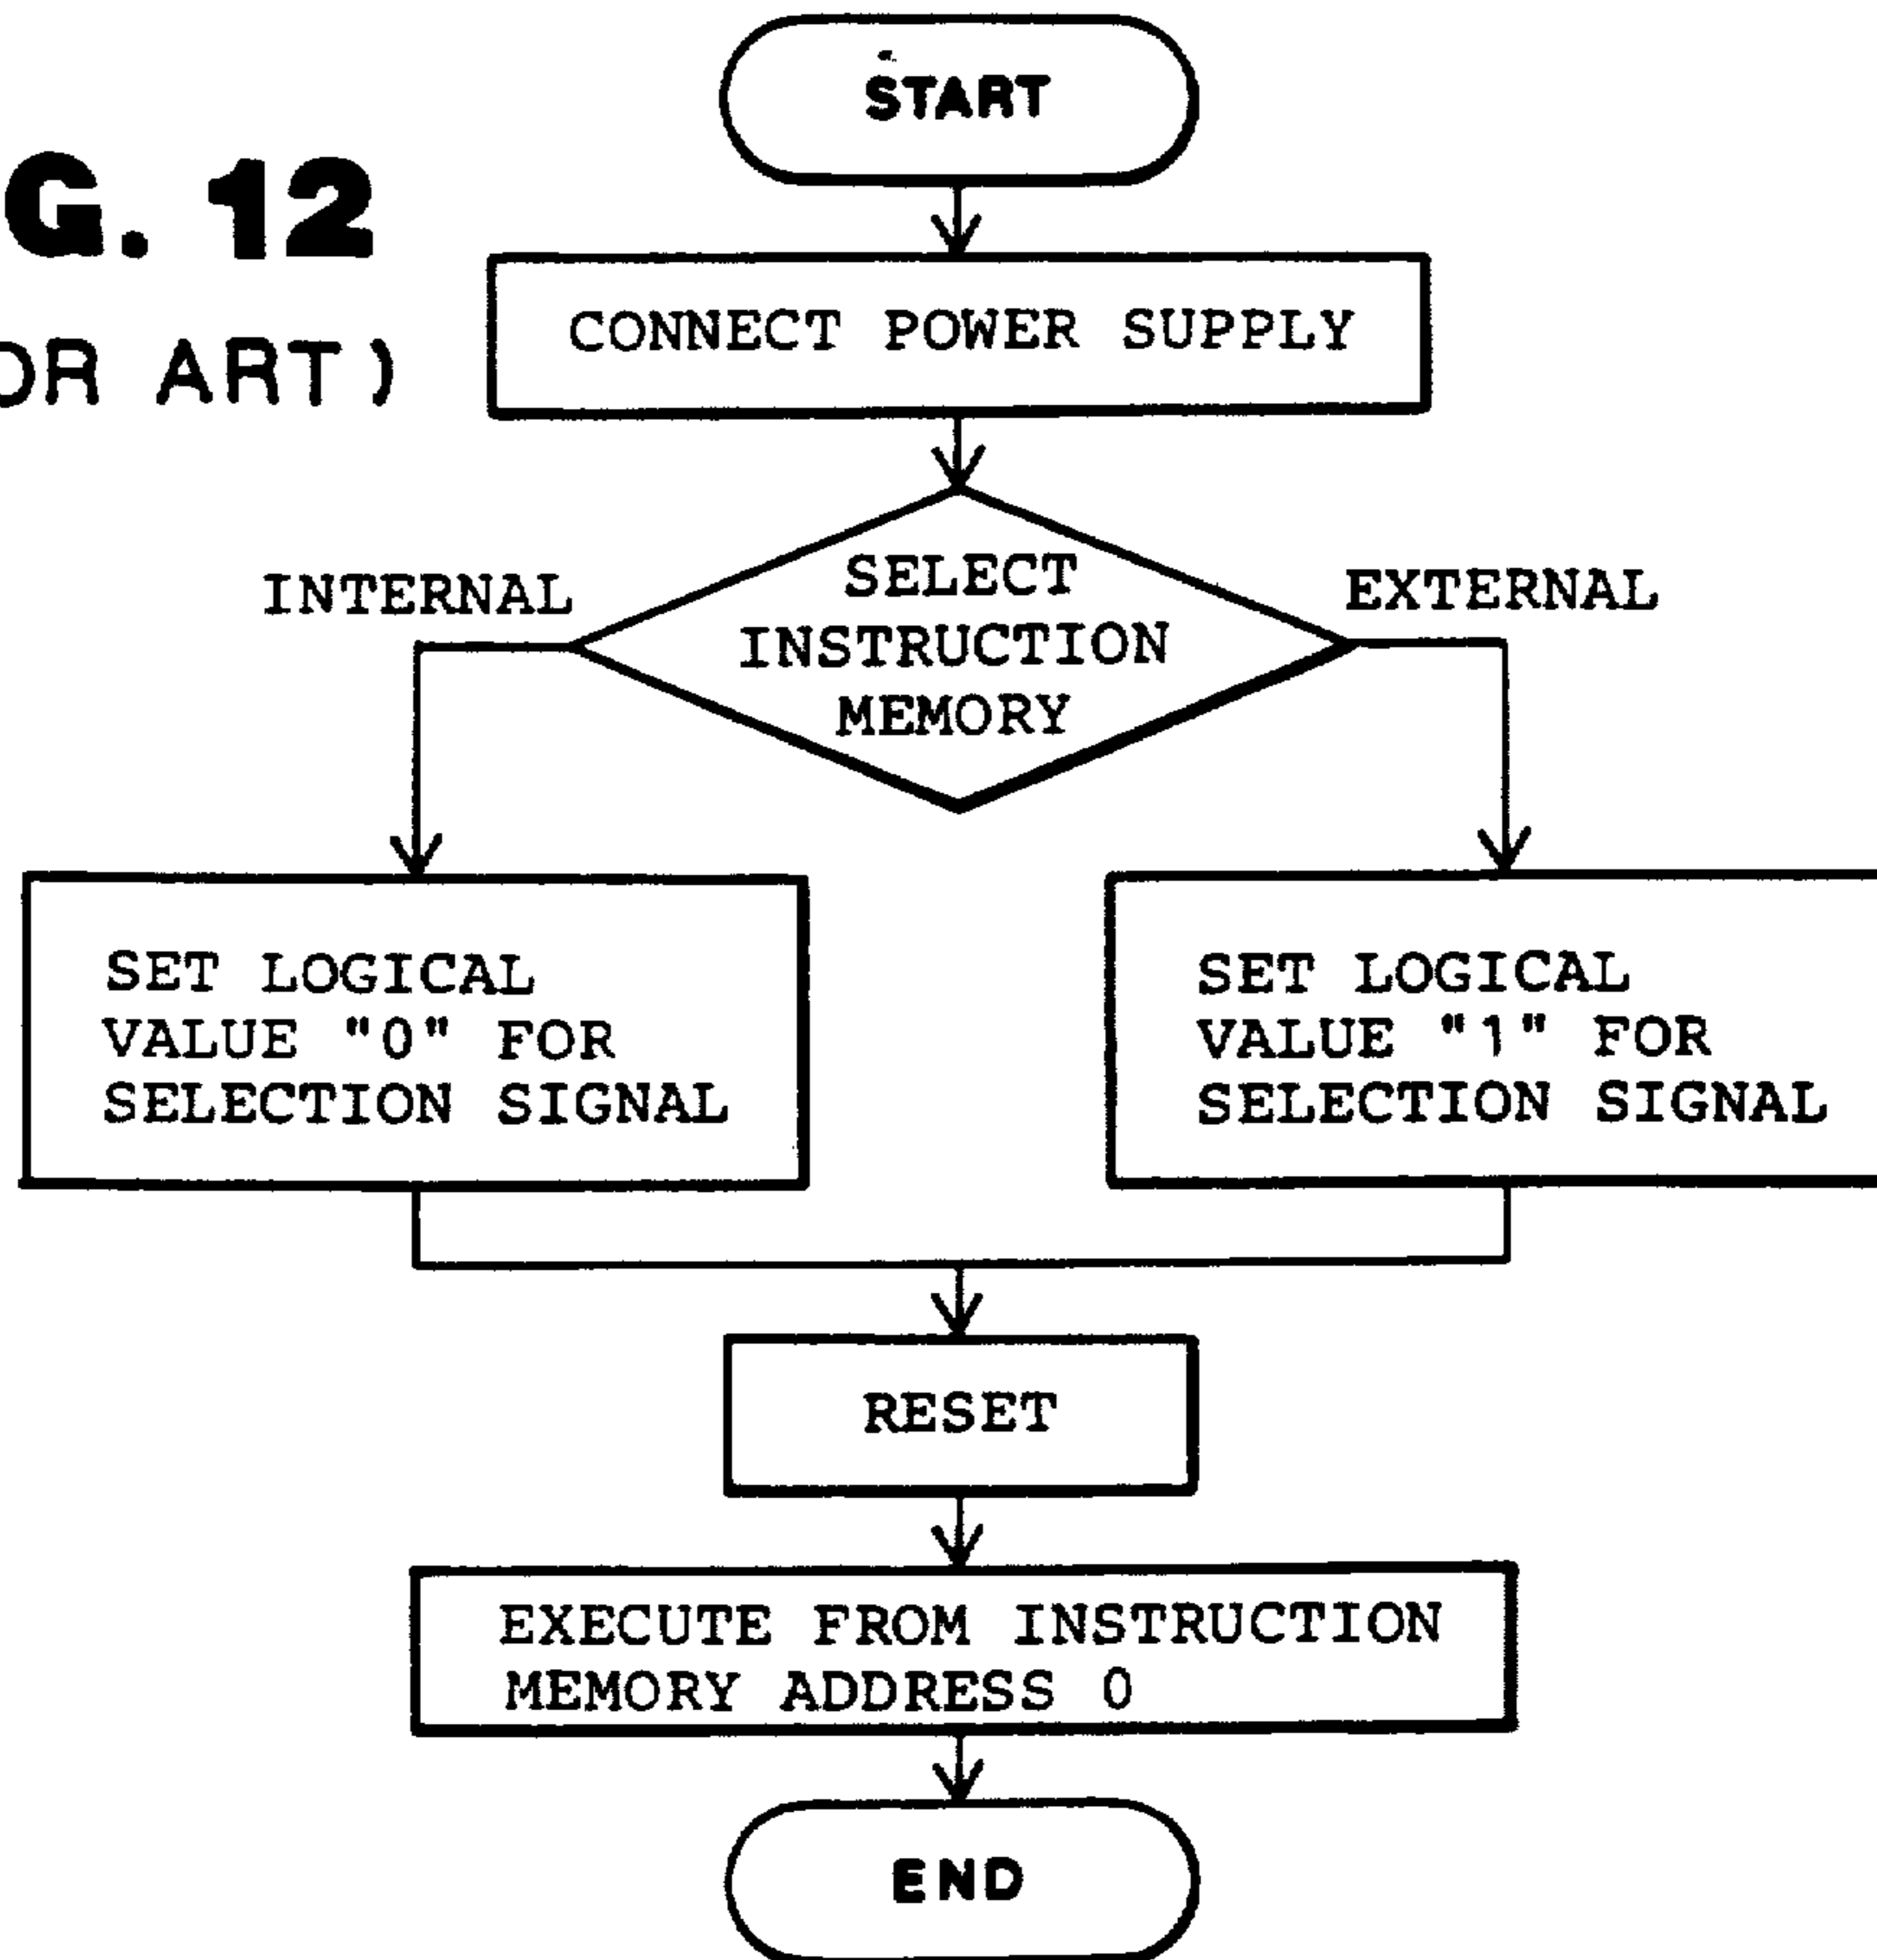 START
G. 12
CONNECT POWER SUPPLY
OR ART)
SELECT
INSTRUCTION
MEMORY
INTERNAL
EXTERNAL
SET LOGICAL
VALUE "0" FOR
SELECTION SIGNAL
SET LOGICAL
VALUE "1" FOR
SELECTION SIGNAL
RESET
EXECUTE FROM INSTRUCTION
MEMORY ADDRESS 0
END